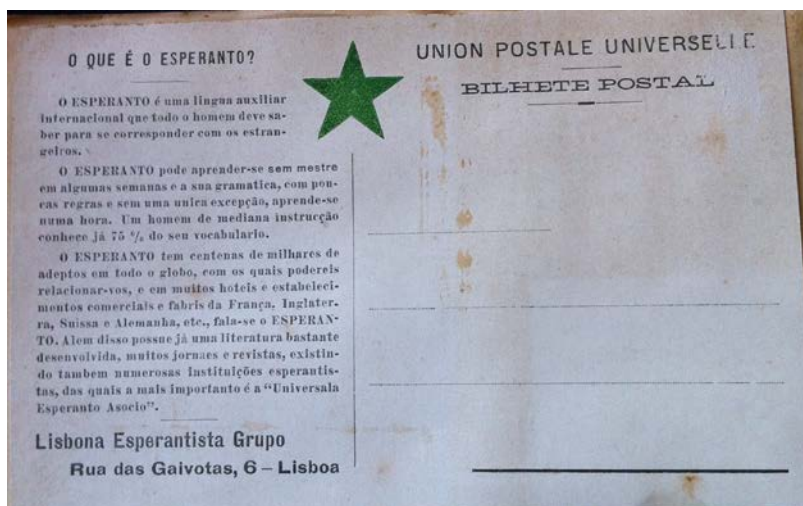 O QUE É O ESPERANTO?
O ESPERANTO é uma lingua auxiliar
internacional que todo o homem deve sa-
ber para se corresponder com os estran-
geiros.
O ESPERANTO pode aprender-se sem mestre
em algumas semanas e a sua gramatica, com pou-
cas regras e sem uma unica excepção, aprende-se
numa hora. Um homem de mediana instrucção
conhece já 75 % do seu vocabulario.
O ESPERANTO tem centenas de milhares de
adeptos em todo o globo, com os quais podereis
relacionar-vos, e em muitos hoteis e estabeleci-
mentos comerciais e fabris da França, Inglater-
ra, Suissa e Alemanha, etc., fala-se o ESPERAN-
TO. Alem disso possue já uma literatura bastante
desenvolvida, muitos jornaes e revistas, existin-
do tambem numerosas instituições esperantis-
tas, das quais a mais importante é a “Universala
Esperanto Asocio”.
Lisbona Esperantista Grupo
Rua das Gaivotas, 6 – Lisboa
UNION POSTALE UNIVERSELLE
BILHETE POSTAL